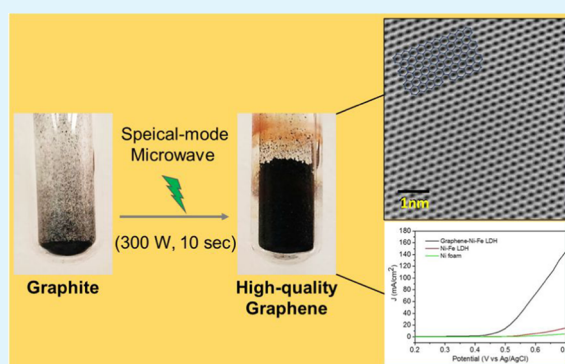 Speical-mode
Microwave
(300 W, 10 sec)
Graphite
High-quality
Graphene
1nm
J (mA/cm²)
180
160
140
120
100
80
60
40
20
0
Graphene-Ni-Fe LDH
Ni-Fe LDH
Ni foam
0.2
0.3
0.4
0.5
0.6
Potential (V vs Ag/AgCl)